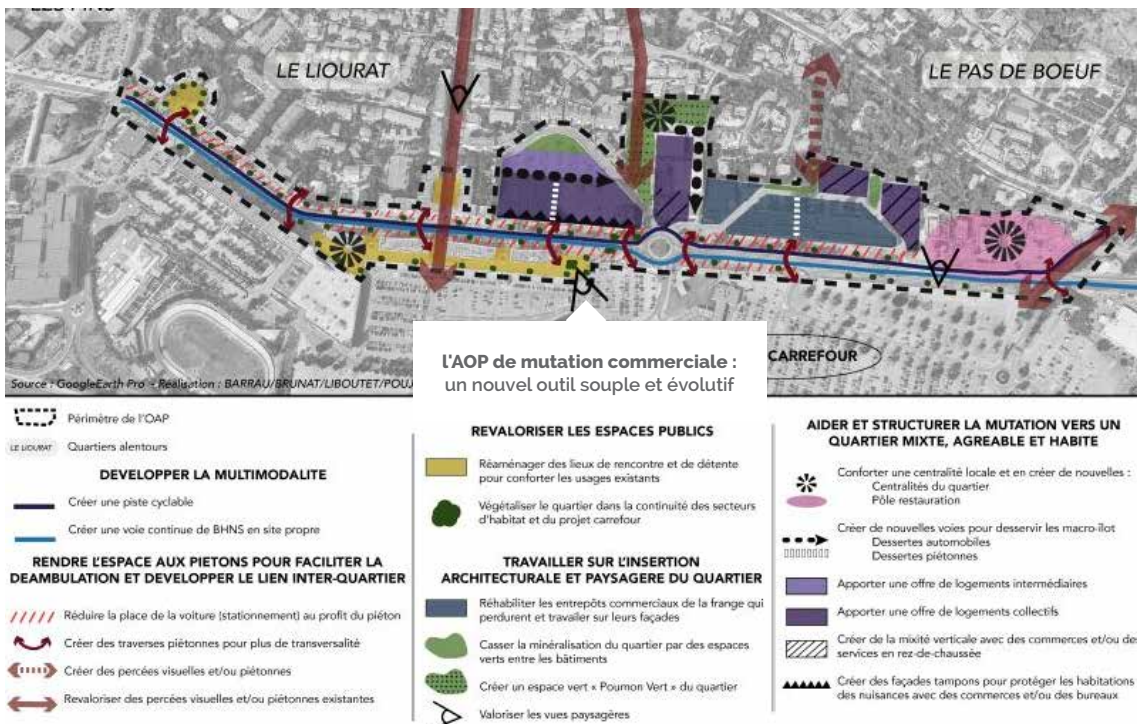 LE LIOURAT
LE PAS DE BOEUF
CARREFOUR
l'AOP de mutation commerciale :
un nouvel outil souple et évolutif
Source : GoogleEarth Pro - Réalisation : BARRAU/BRUNAT/LIBOUTET/POUJ
Périmètre de l'OAP
LE LIOURAT Quartiers alentours
DEVELOPPER LA MULTIMODALITE
Créer une piste cyclable
Créer une voie continue de BHNS en site propre
RENDRE L'ESPACE AUX PIETONS POUR FACILITER LA
DEAMBULATION ET DEVELOPPER LE LIEN INTER-QUARTIER
Réduire la place de la voiture (stationnement) au profit du piéton
Créer des traverses piétonnes pour plus de transversalité
Créer des percées visuelles et/ou piétonnes
Revaloriser des percées visuelles et/ou piétonnes existantes
REVALORISER LES ESPACES PUBLICS
Réaménager des lieux de rencontre et de détente
pour conforter les usages existants
Végétaliser le quartier dans la continuité des secteurs
d'habitat et du projet carrefour
TRAVAILLER SUR L'INSERTION
ARCHITECTURALE ET PAYSAGERE DU QUARTIER
Réhabiliter les entrepôts commerciaux de la frange qui
perdurent et travailer sur leurs façades
Casser la minéralisation du quartier par des espaces
verts entre les bâtiments
Créer un espace vert « Poumon Vert » du quartier
Valoriser les vues paysagères
AIDER ET STRUCTURER LA MUTATION VERS UN
QUARTIER MIXTE, AGREABLE ET HABITE
Conforter une centralité locale et en créer de nouvelles :
Centralités du quartier
Pôle restauration
Créer de nouvelles voies pour desservir les macro-îlot
Dessertes automobiles
Dessertes piétonnes
Apporter une offre de logements intermédiaires
Apporter une offre de logements collectifs
Créer de la mixité verticale avec des commerces et/ou des
services en rez-de-chaussée
Créer des façades tampons pour protéger les habitations
des nuisances avec des commerces et/ou des bureaux